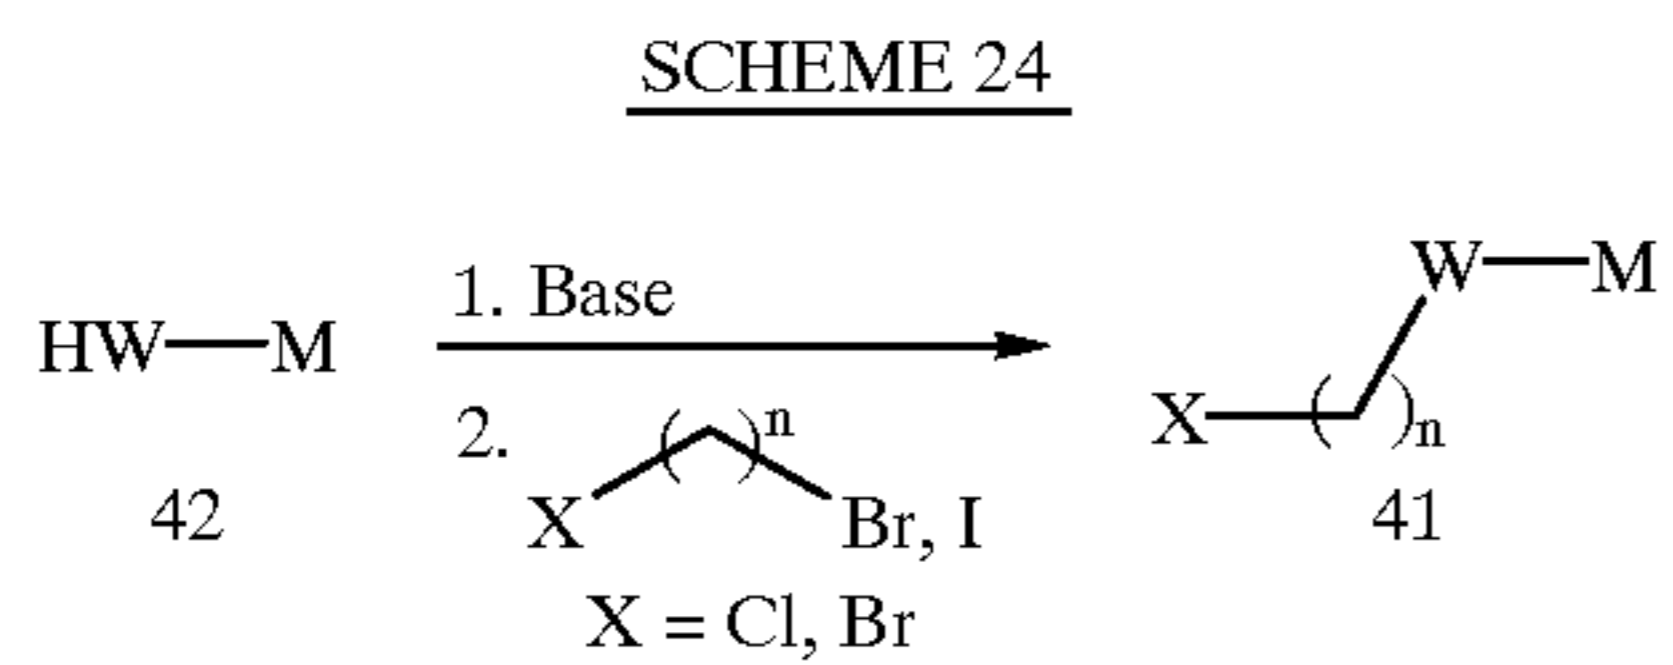 SCHEME 24
1. Base
HW—M
W—M
2. X ( )n Br, I
X ( )n
42
41
X = Cl, Br